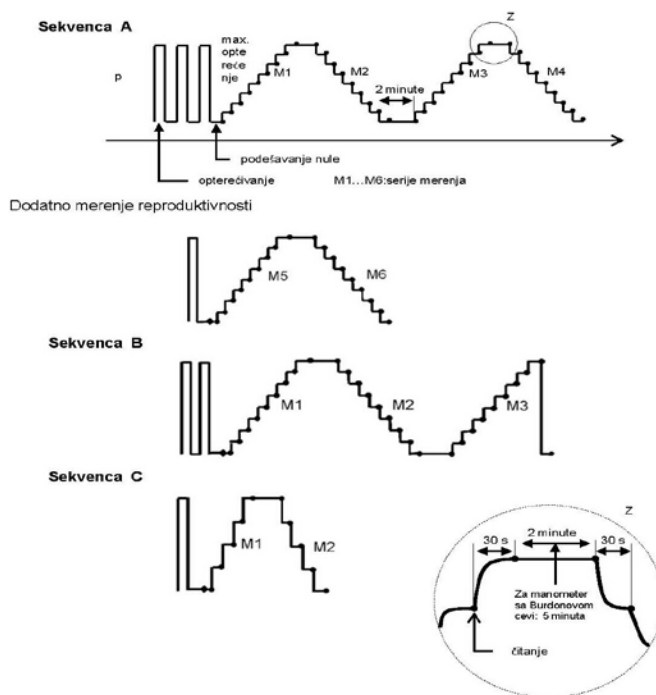 Sekvenca A
Z
max.
opte
reće
nje
p
M1
M2
2 minute
M3
M4
podešavanje nule
opterećivanje
M1...M6:serije merenja
Dodatno merenje reproduktivnosti
M5
M6
Sekvenca B
M1
M2
M3
Sekvenca C
M1
M2
Z
30 s
2 minute
30 s
Za manometer
sa Burdonovom
cevi: 5 minuta
čitanje